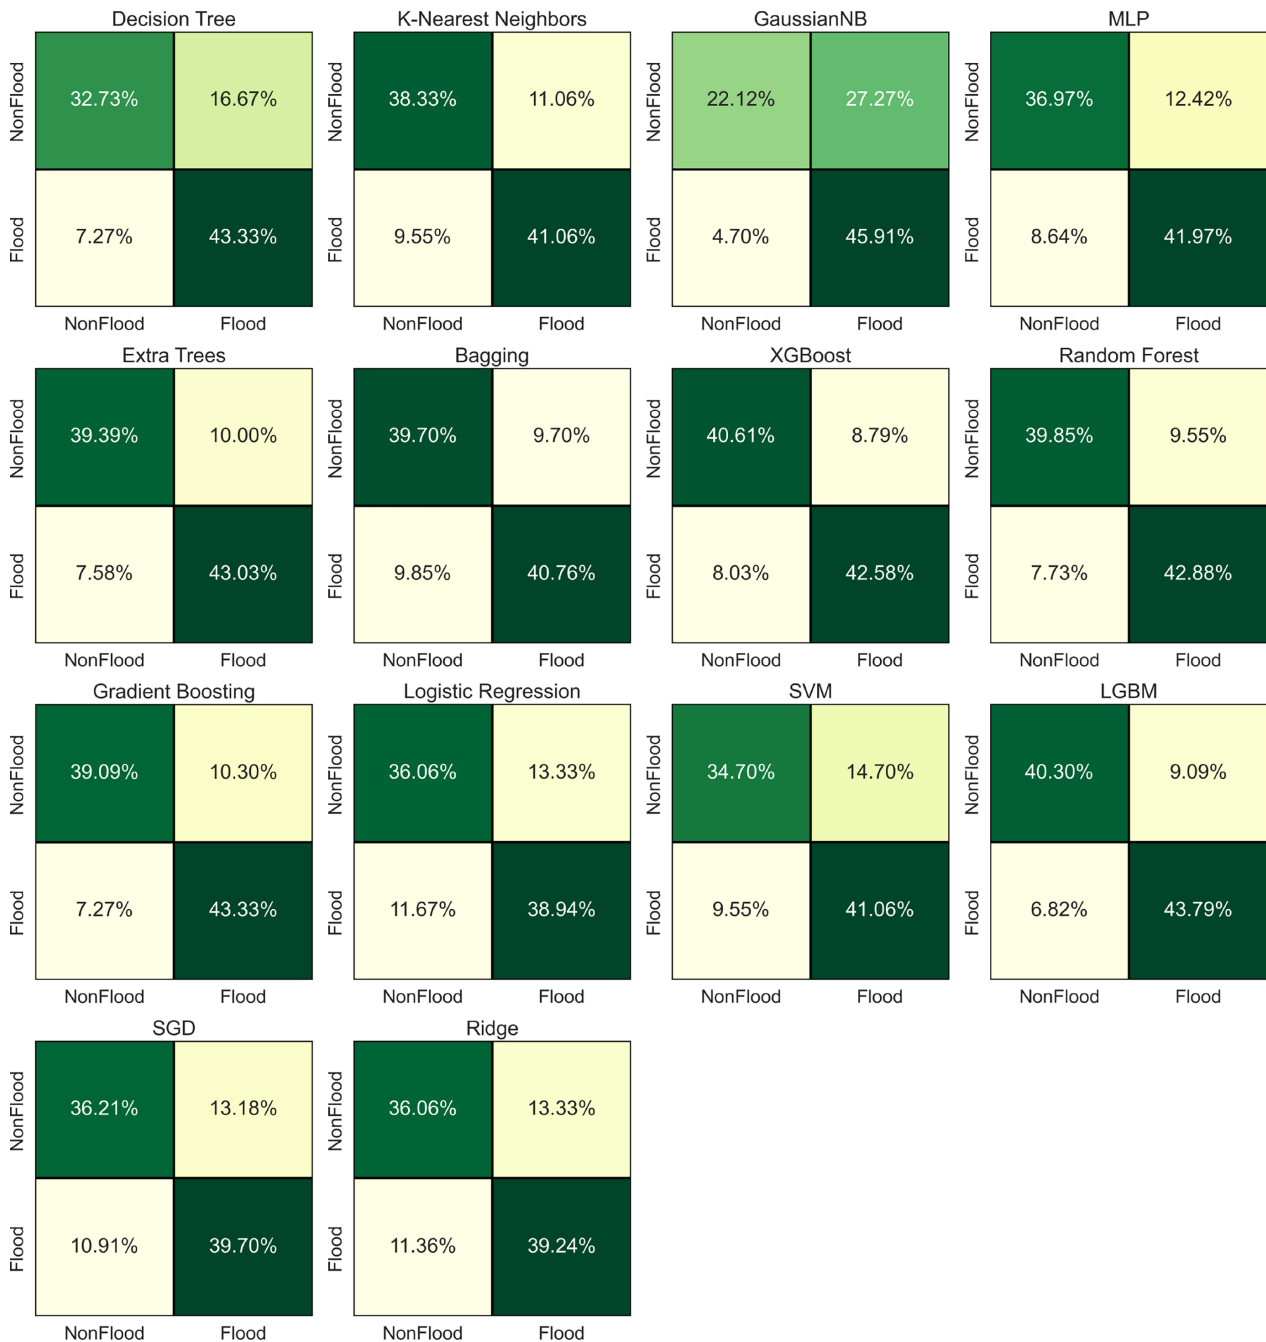 Decision Tree K-Nearest Neighbors GaussianNB MLP
NonFlood 32.73% 16.67% NonFlood 38.33% 11.06% NonFlood 22.12% 27.27% NonFlood 36.97% 12.42%
Flood 7.27% 43.33% Flood 9.55% 41.06% Flood 4.70% 45.91% Flood 8.64% 41.97%
NonFlood Flood NonFlood Flood NonFlood Flood NonFlood Flood
Extra Trees Bagging XGBoost Random Forest
NonFlood 39.39% 10.00% NonFlood 39.70% 9.70% NonFlood 40.61% 8.79% NonFlood 39.85% 9.55%
Flood 7.58% 43.03% Flood 9.85% 40.76% Flood 8.03% 42.58% Flood 7.73% 42.88%
NonFlood Flood NonFlood Flood NonFlood Flood NonFlood Flood
Gradient Boosting Logistic Regression SVM LGBM
NonFlood 39.09% 10.30% NonFlood 36.06% 13.33% NonFlood 34.70% 14.70% NonFlood 40.30% 9.09%
Flood 7.27% 43.33% Flood 11.67% 38.94% Flood 9.55% 41.06% Flood 6.82% 43.79%
NonFlood Flood NonFlood Flood NonFlood Flood NonFlood Flood
SGD Ridge
NonFlood 36.21% 13.18% NonFlood 36.06% 13.33%
Flood 10.91% 39.70% Flood 11.36% 39.24%
NonFlood Flood NonFlood Flood